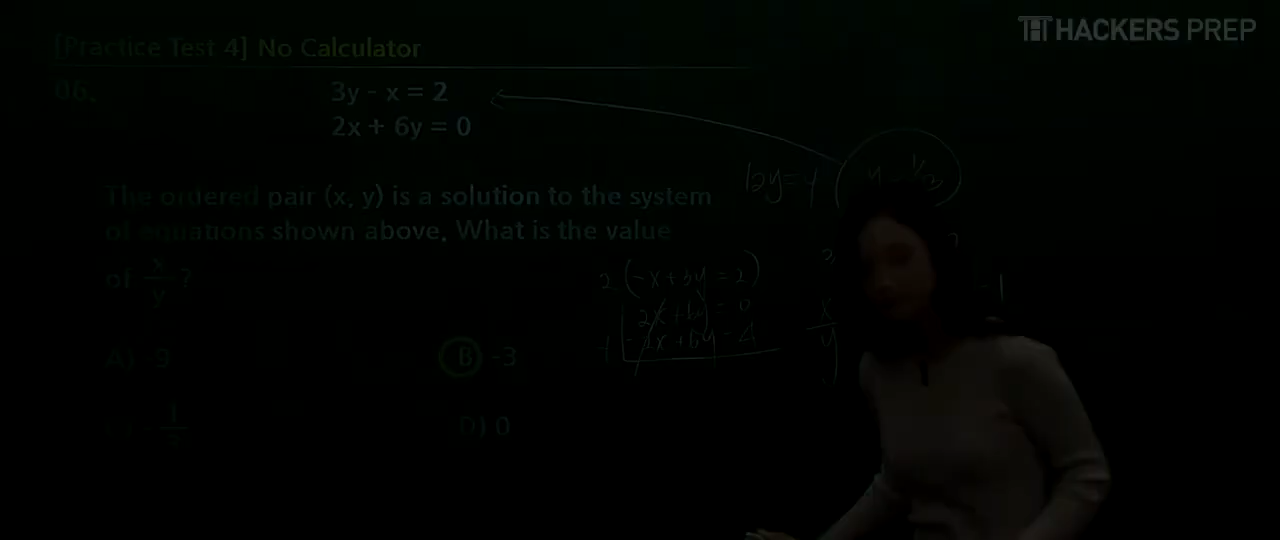 HACKERS PREP
[Practice Test 4] No Calculator
06.
3y - x = 2
2x + 6y = 0
The ordered pair (x, y) is a solution to the system
of equations shown above. What is the value
of x/y ?
A) -9
B -3
D) 0
12y = 4
2(-x + 3y = 2)
2x + 6y = 0
-2x + 6y = 4
x/y
-1